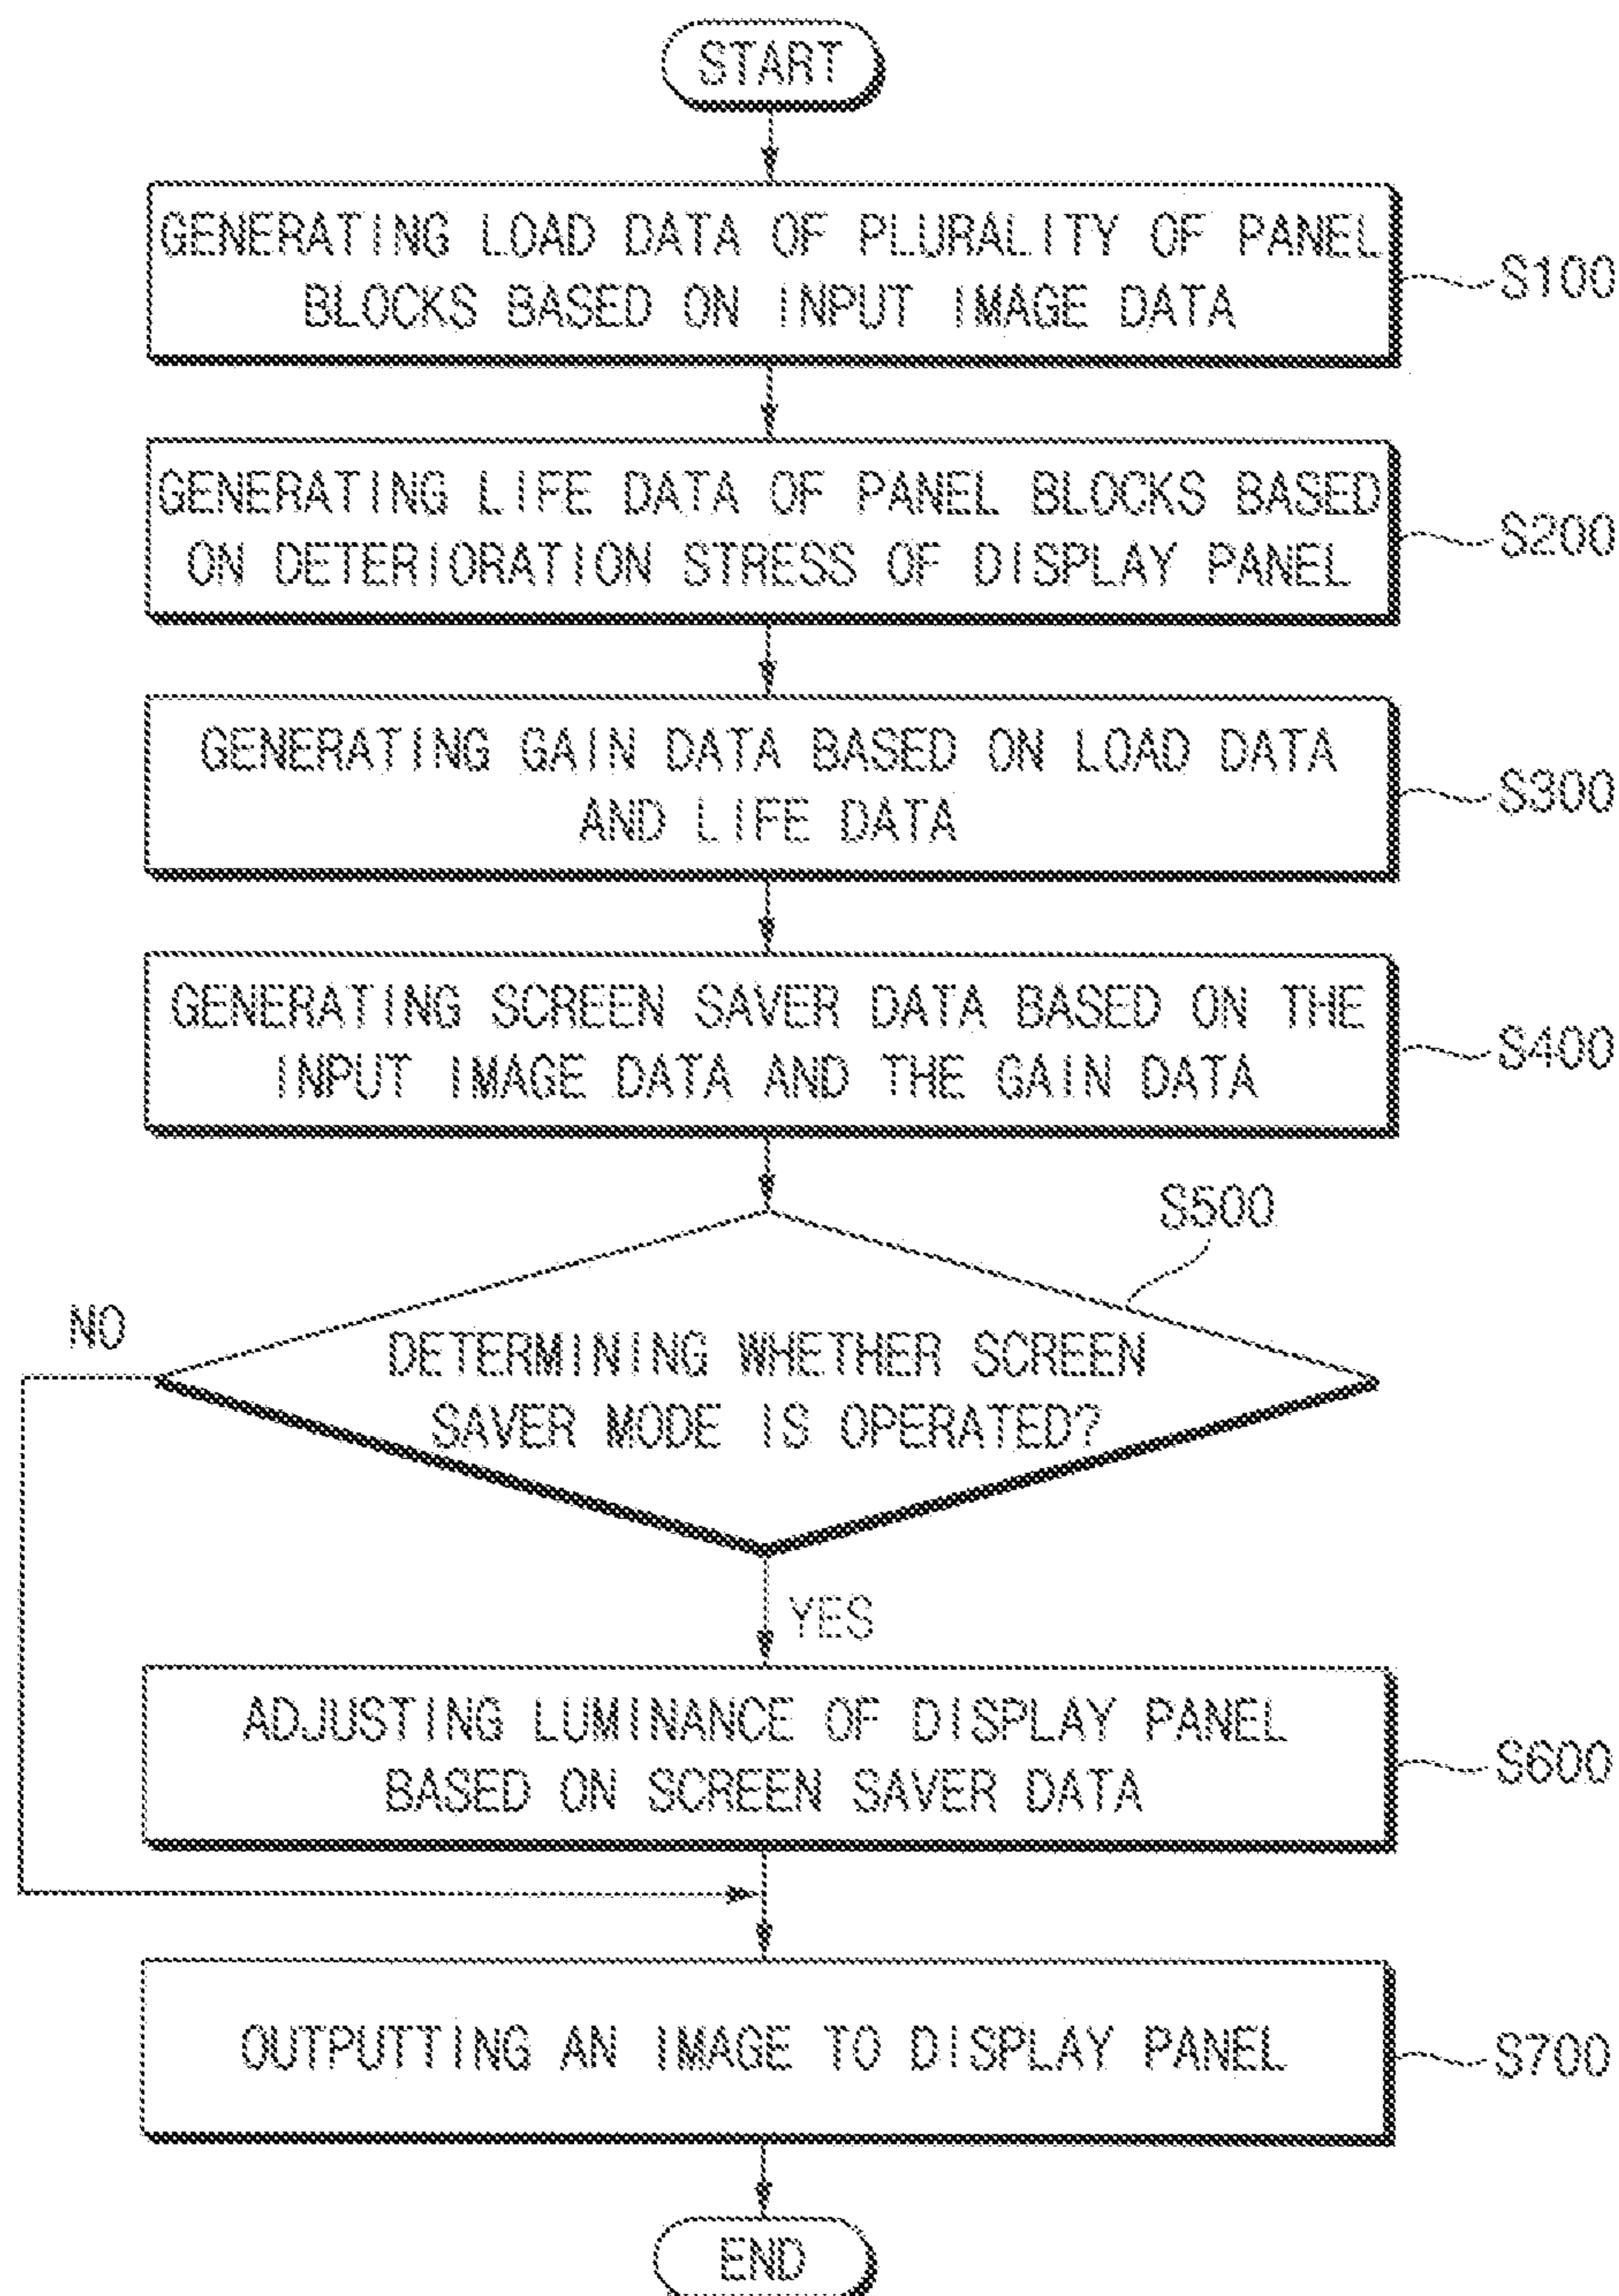 START
GENERATING LOAD DATA OF PLURALITY OF PANEL
BLOCKS BASED ON INPUT IMAGE DATA
S100
GENERATING LIFE DATA OF PANEL BLOCKS BASED
ON DETERIORATION STRESS OF DISPLAY PANEL
S200
GENERATING GAIN DATA BASED ON LOAD DATA
AND LIFE DATA
S300
GENERATING SCREEN SAVER DATA BASED ON THE
INPUT IMAGE DATA AND THE GAIN DATA
S400
S500
NO
DETERMINING WHETHER SCREEN
SAVER MODE IS OPERATED?
YES
ADJUSTING LUMINANCE OF DISPLAY PANEL
BASED ON SCREEN SAVER DATA
S600
OUTPUTTING AN IMAGE TO DISPLAY PANEL
S700
END